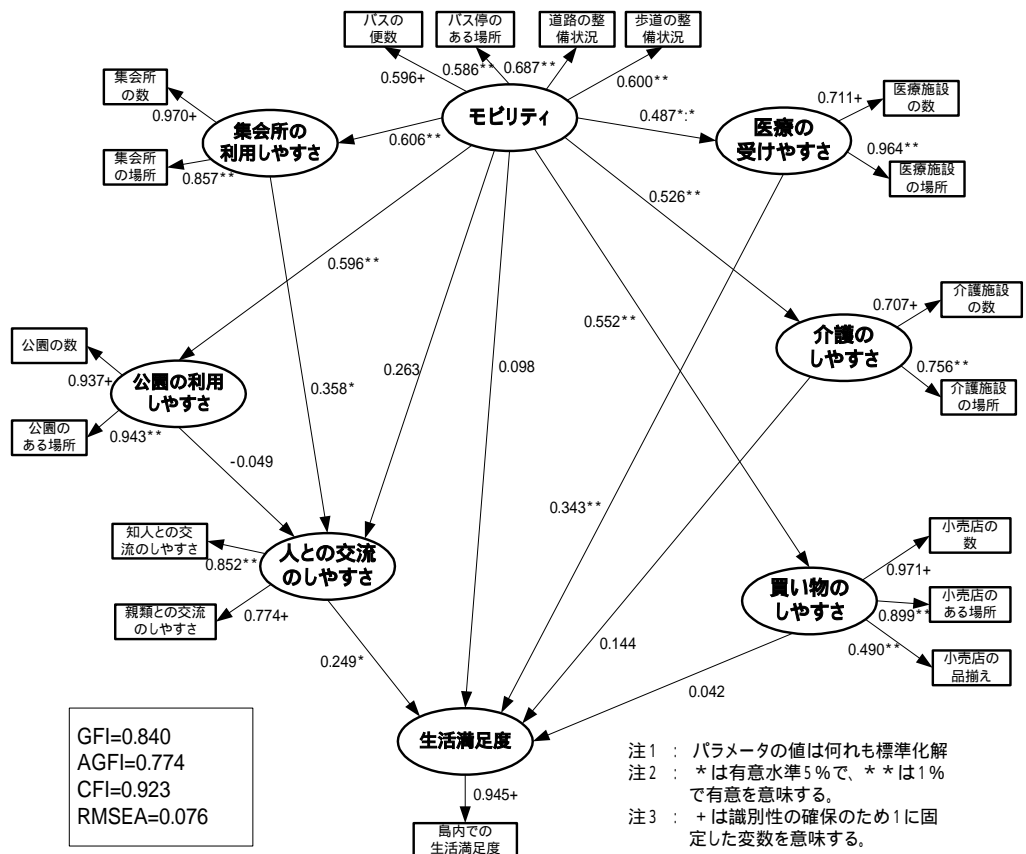 バスの
便数
バス停の
ある場所
道路の整
備状況
歩道の整
備状況
0.596+
0.586**
0.687**
0.600**
集会所
の数
0.970+
集会所
の場所
0.857**
集会所の
利用しやすさ
0.606**
モビリティ
0.487*:*
医療の
受けやすさ
0.711+
医療施設
の数
0.964**
医療施設
の場所
0.526**
0.596**
0.552**
介護施設
の数
0.707+
介護の
しやすさ
0.756**
介護施設
の場所
公園の数
0.937+
公園の利用
しやすさ
公園の
ある場所
0.943**
0.358*
0.263
0.098
-0.049
0.343**
知人との交
流のしやすさ
0.852**
人との交流
のしやすさ
親類との交流
のしやすさ
0.774+
小売店の
数
0.971+
買い物の
しやすさ
小売店の
ある場所
0.899**
0.490**
小売店の
品揃え
0.249*
0.144
0.042
生活満足度
0.945+
島内での
生活満足度
GFI=0.840
AGFI=0.774
CFI=0.923
RMSEA=0.076
注1 : パラメータの値は何れも標準化解
注2 : *は有意水準5%で、**は1%
で有意を意味する。
注3 : +は識別性の確保のため1に固
定した変数を意味する。